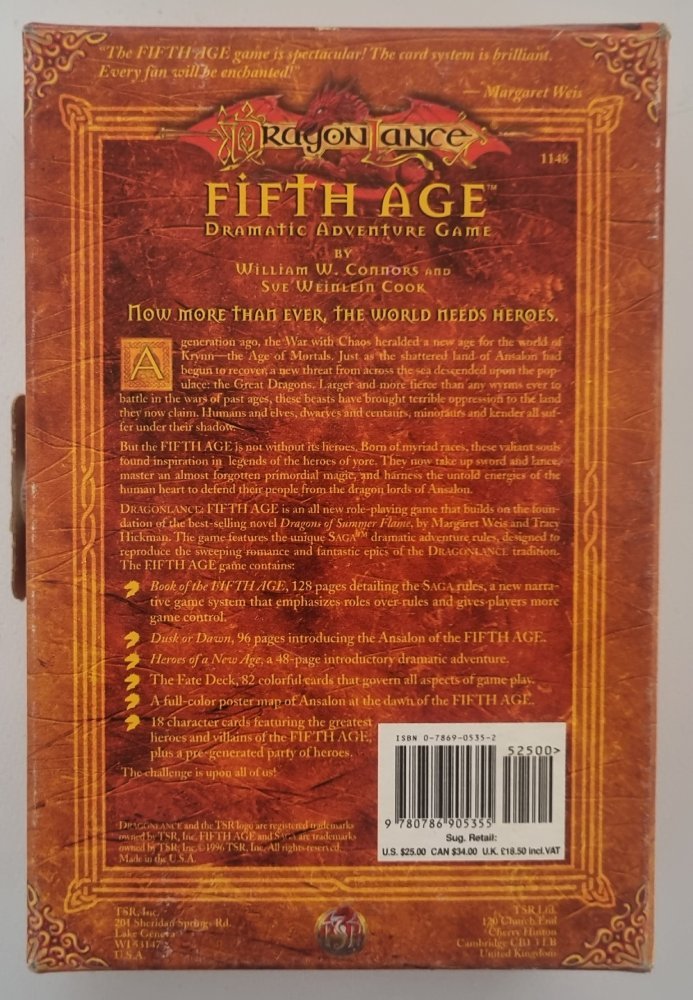 "The FIFTH AGE game is spectacular! The card system is brilliant.
Every fan will be enchanted!"
— Margaret Weis
DRAGONLANCE
1148
FIFTH AGE™
DRAMATIC ADVENTURE GAME
BY
WILLIAM W. CONNORS AND
SUE WEINLEIN COOK
NOW MORE THAN EVER, THE WORLD NEEDS HEROES.
A generation ago, the War with Chaos heralded a new age for the world of
Krynn—the Age of Mortals. Just as the shattered land of Ansalon had
begun to recover, a new threat from across the sea descended upon the pop-
ulace: the Great Dragons. Larger and more fierce than any wyrms ever to
battle in the wars of past ages, these beasts have brought terrible oppression to the land
they now claim. Humans and elves, dwarves and centaurs, minotaurs and kender all suf-
fer under their shadow.
But the FIFTH AGE is not without its heroes. Born of myriad races, these valiant souls
found inspiration in legends of the heroes of yore. They now take up sword and lance,
master an almost forgotten primordial magic, and harness the untold energies of the
human heart to defend their people from the dragon lords of Ansalon.
DRAGONLANCE: FIFTH AGE is an all new role-playing game that builds on the foun-
dation of the best-selling novel Dragons of Summer Flame, by Margaret Weis and Tracy
Hickman. The game features the unique SAGA™ dramatic adventure rules, designed to
reproduce the sweeping romance and fantastic epics of the DRAGONLANCE tradition.
The FIFTH AGE game contains:
Book of the FIFTH AGE, 128 pages detailing the SAGA rules, a new narra-
tive game system that emphasizes roles over rules and gives players more
game control.
Dusk or Dawn, 96 pages introducing the Ansalon of the FIFTH AGE.
Heroes of a New Age, a 48-page introductory dramatic adventure.
The Fate Deck, 82 colorful cards that govern all aspects of game play.
A full-color poster map of Ansalon at the dawn of the FIFTH AGE.
18 character cards featuring the greatest
heroes and villains of the FIFTH AGE,
plus a pre-generated party of heroes.
The challenge is upon all of us!
ISBN 0-7869-0535-2
52500>
9 780786 905355
Sug. Retail:
U.S. $25.00 CAN $34.00 U.K. £18.50 incl.VAT
DRAGONLANCE and the TSR logo are registered trademarks
owned by TSR, Inc. FIFTH AGE and SAGA are trademarks
owned by TSR, Inc. ©1996 TSR, Inc. All rights reserved.
Made in the U.S.A.
TSR, Inc.
201 Sheridan Springs Rd.
Lake Geneva
WI 53147
U.S.A.
TSR
TSR Ltd.
120 Church End
Cherry Hinton
Cambridge CB1 3LB
United Kingdom